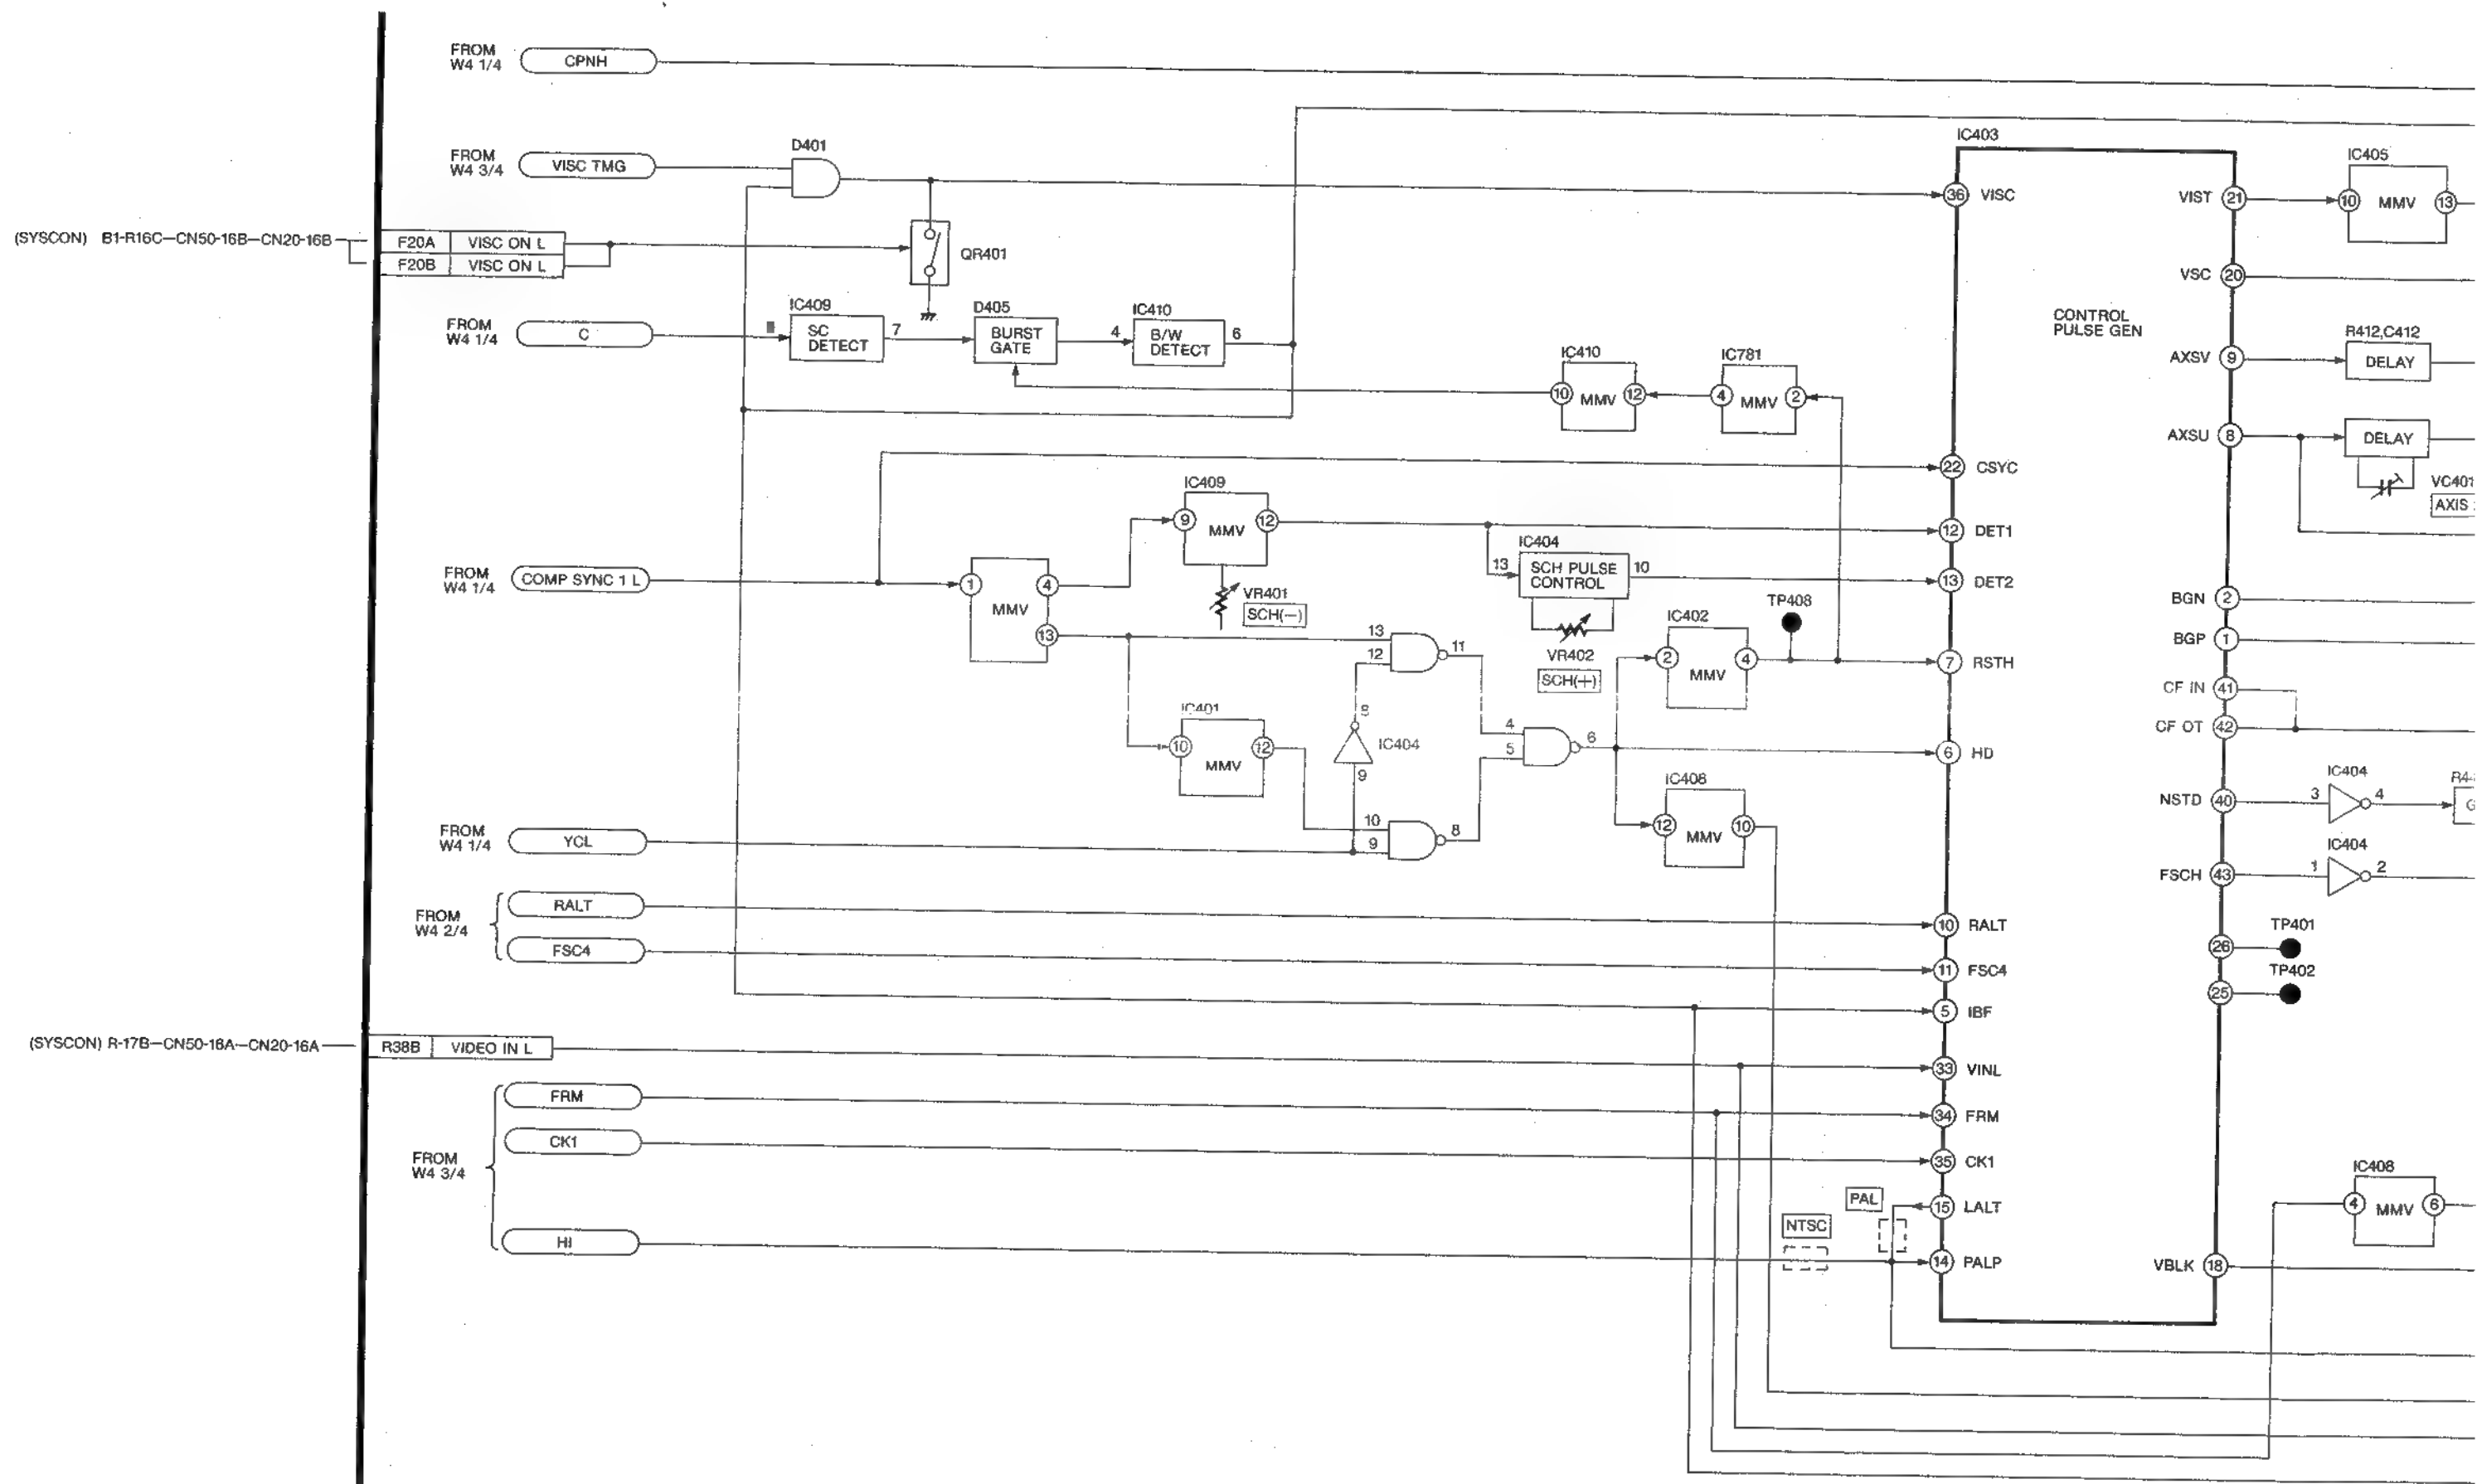 FROM
W4 1/4
CPNH
FROM
W4 3/4
VISC TMG
D401
IC403
36 VISC
VIST 21
IC405
10 MMV 13
(SYSCON) B1-R16C—CN50-16B—CN20-16B
F20A VISC ON L
F20B VISC ON L
QR401
VSC 20
CONTROL
PULSE GEN
FROM
W4 1/4
C
IC409
SC
DETECT
7
D405
BURST
GATE
4
IC410
B/W
DETECT
6
IC410
10 MMV 12
IC781
4 MMV 2
AXSV 9
R412,C412
DELAY
AXSU 8
DELAY
VC401
AXIS
22 CSYC
IC409
9 MMV 12
VR401
SCH(−)
12 DET1
IC404
13
SCH PULSE
CONTROL
10
VR402
SCH(+)
13 DET2
FROM
W4 1/4
COMP SYNC 1 L
1 MMV 4
13
13
12
11
TP408
IC402
2 MMV 4
7 RSTH
BGN 2
BGP 1
CF IN 41
CF OT 42
IC401
10 MMV 12
8
IC404
9
4
5
6
6 HD
IC408
12 MMV 10
NSTD 40
IC404
3 4
FROM
W4 1/4
YCL
10
9
8
FSCH 43
IC404
1 2
FROM
W4 2/4
RALT
10 RALT
FSC4
11 FSC4
26 TP401
25 TP402
5 IBF
(SYSCON) R-17B—CN50-16A—CN20-16A
R38B VIDEO IN L
33 VINL
FROM
W4 3/4
FRM
34 FRM
CK1
35 CK1
HI
NTSC
PAL
15 LALT
14 PALP
VBLK 18
IC408
4 MMV 6